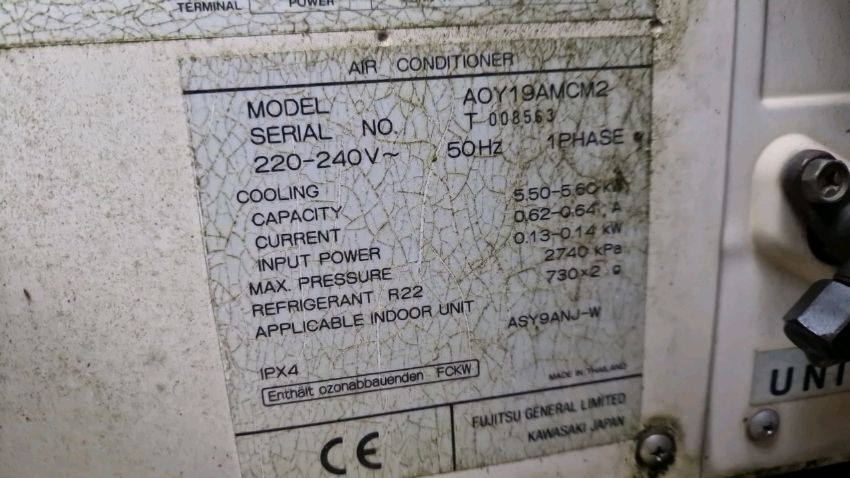 TERMINAL POWER
AIR CONDITIONER
MODEL AOY19AMCM2
SERIAL NO. T 008563
220-240V~ 50Hz 1PHASE
COOLING
CAPACITY 5.50-5.60 kW
CURRENT 0.62-0.64 A
INPUT POWER 0.13-0.14 kW
MAX. PRESSURE 2740 kPa
REFRIGERANT R22 730×2 g
APPLICABLE INDOOR UNIT ASY9ANJ-W
IPX4
Enthält ozonabbauenden FCKW
MADE IN THAILAND
CE
FUJITSU GENERAL LIMITED
KAWASAKI JAPAN
UNI